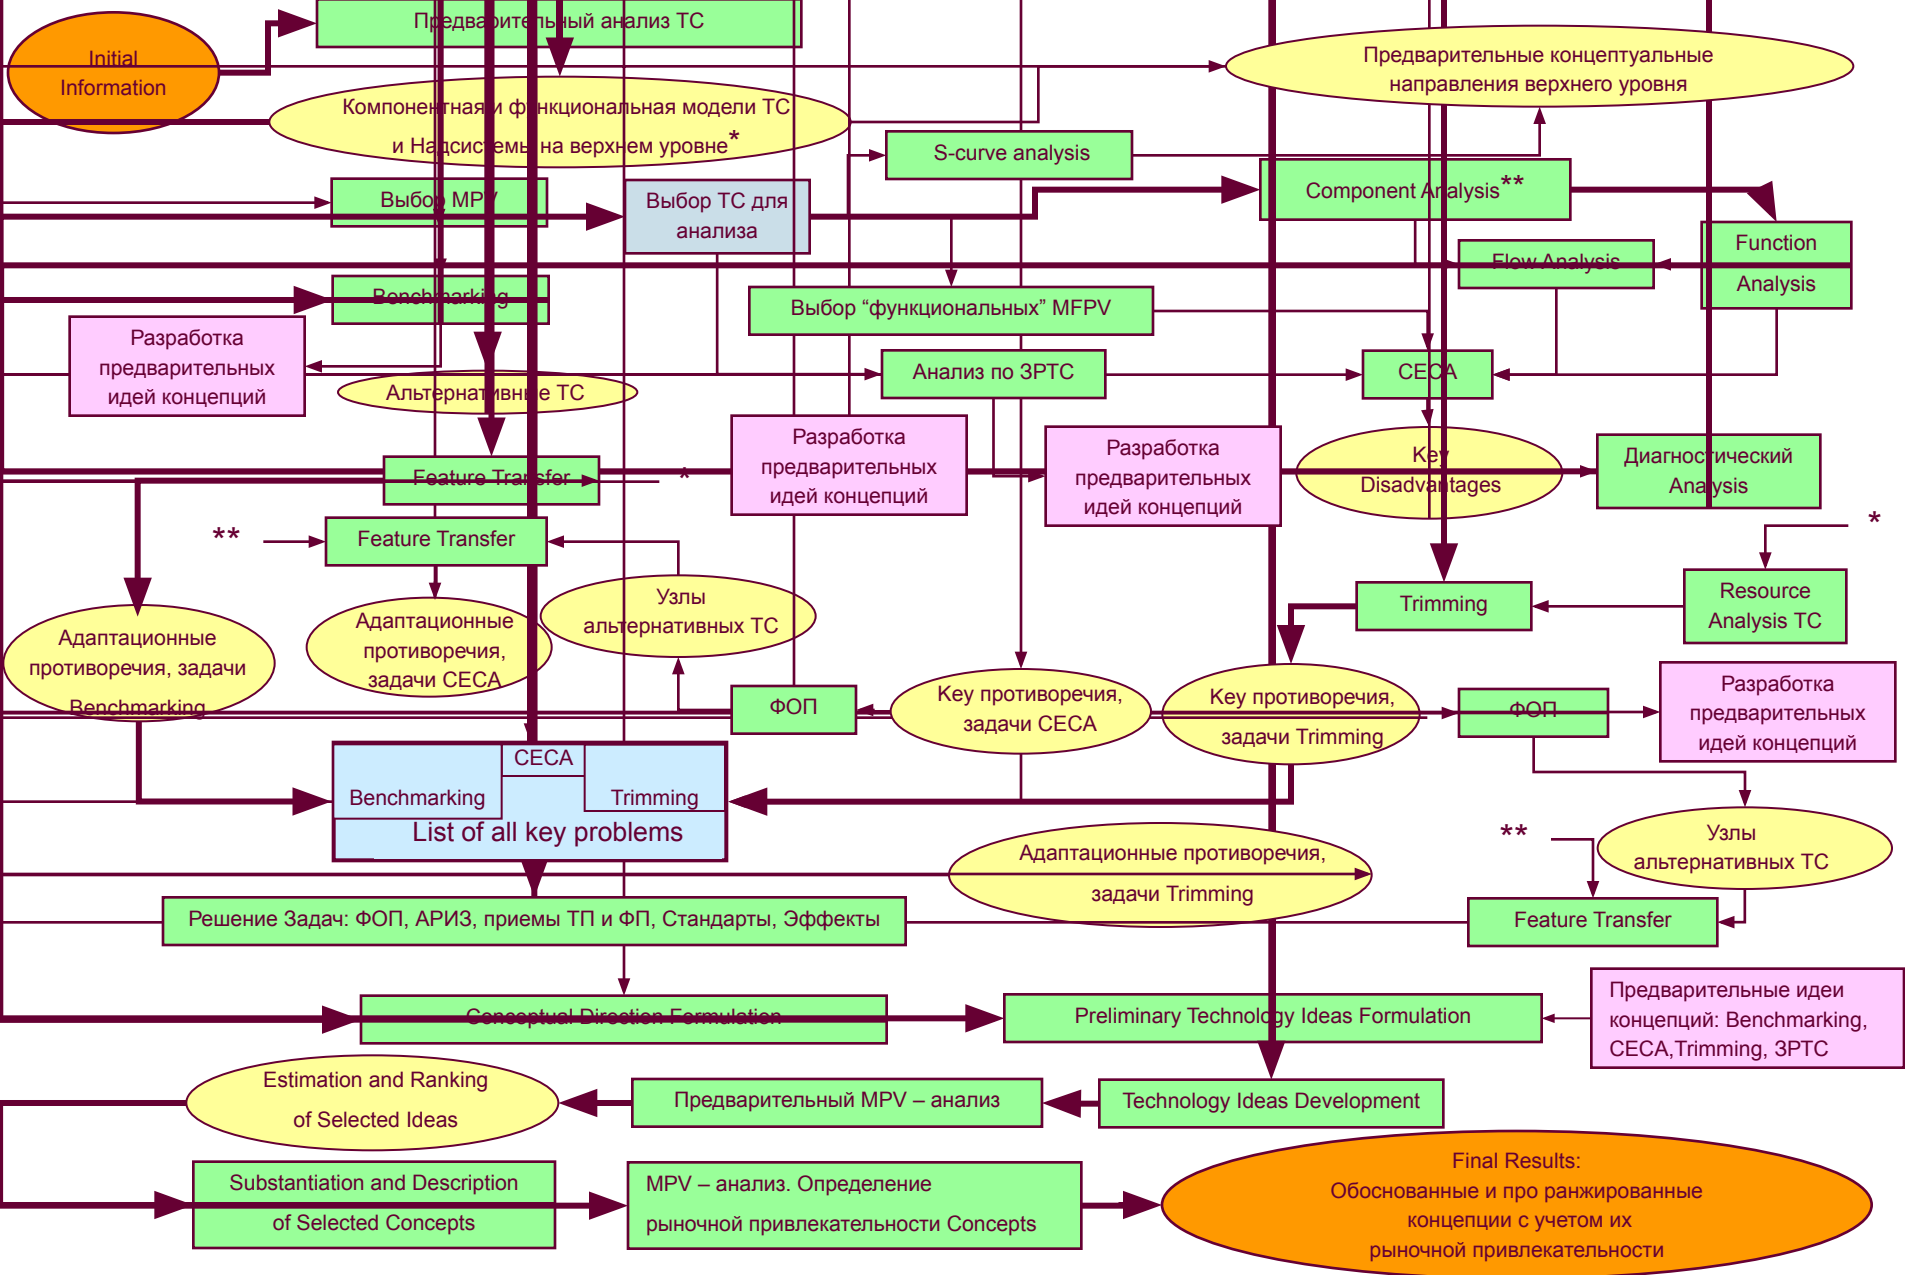 Предварительный анализ ТС
Initial
Information
Предварительные концептуальные
направления верхнего уровня
Компонентная и функциональная модели ТС
и Надсистемы на верхнем уровне*
S-curve analysis
Выбор MPV
Выбор ТС для
анализа
Component Analysis**
Function
Analysis
Flow Analysis
Benchmarking
Выбор “функциональных” MFPV
Разработка
предварительных
идей концепций
Альтернативные ТС
Анализ по ЗРТС
CECA
Разработка
предварительных
идей концепций
Разработка
предварительных
идей концепций
Key
Disadvantages
Диагностический
Analysis
Feature Transfer
*
**
Feature Transfer
*
Узлы
альтернативных ТС
Trimming
Resource
Analysis ТС
Адаптационные
противоречия, задачи
Benchmarking
Адаптационные
противоречия,
задачи CECA
ФОП
Key противоречия,
задачи CECA
Key противоречия,
задачи Trimming
ФОП
Разработка
предварительных
идей концепций
CECA
Benchmarking
Trimming
List of all key problems
Адаптационные противоречия,
задачи Trimming
**
Узлы
альтернативных ТС
Решение Задач: ФОП, АРИЗ, приемы ТП и ФП, Стандарты, Эффекты
Feature Transfer
Conceptual Direction Formulation
Preliminary Technology Ideas Formulation
Предварительные идеи
концепций: Benchmarking,
CECA,Trimming, ЗРТС
Estimation and Ranking
of Selected Ideas
Предварительный MPV – анализ
Technology Ideas Development
Substantiation and Description
of Selected Concepts
MPV – анализ. Определение
рыночной привлекательности Concepts
Final Results:
Обоснованные и про ранжированные
концепции с учетом их
рыночной привлекательности